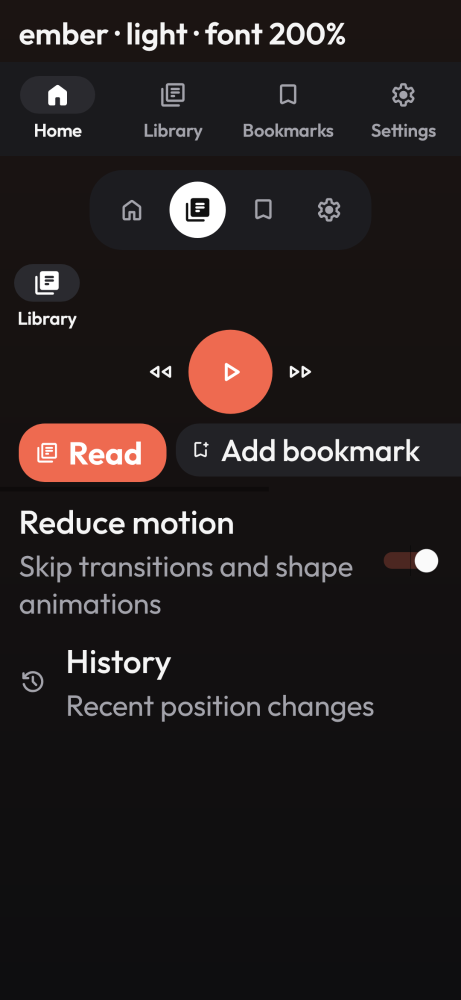 ember · light · font 200%
Home Library Bookmarks Settings
Library
Read Add bookmark
Reduce motion
Skip transitions and shape
animations
History
Recent position changes